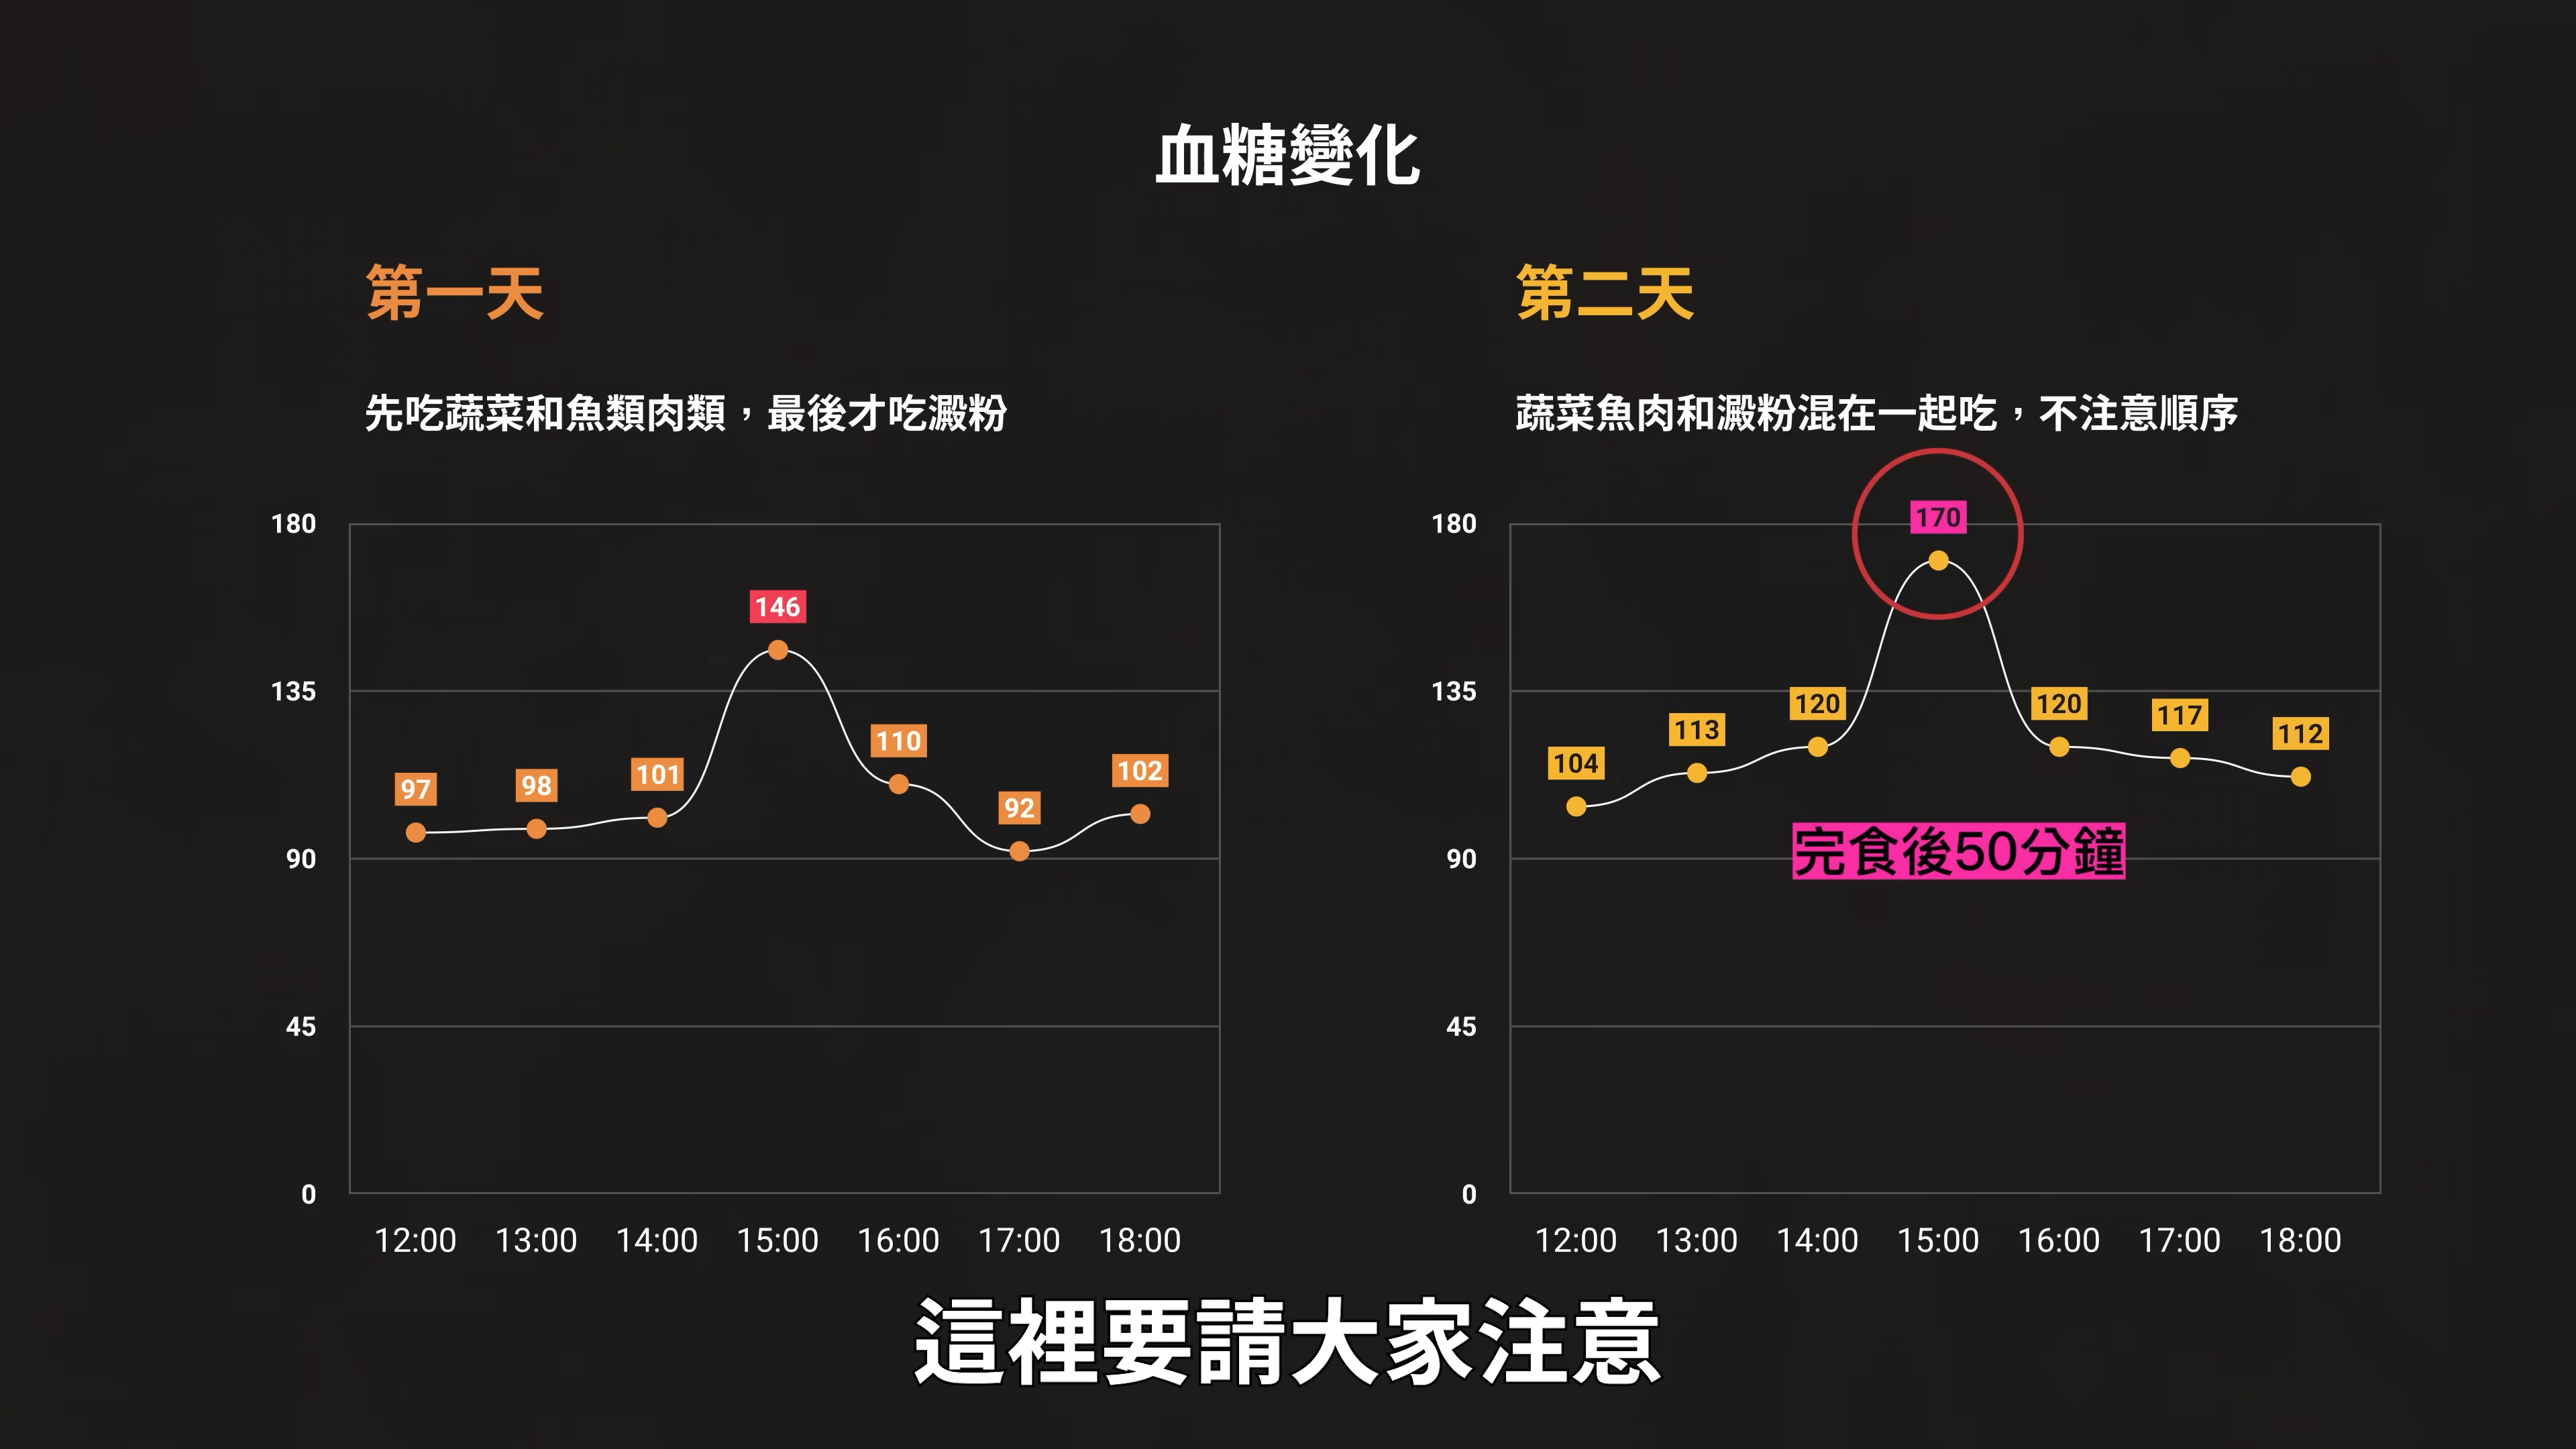 血糖變化
第一天
先吃蔬菜和魚類肉類，最後才吃澱粉
180
135
90
45
0
97
98
101
146
110
92
102
12:00 13:00 14:00 15:00 16:00 17:00 18:00
第二天
蔬菜魚肉和澱粉混在一起吃，不注意順序
180
135
90
45
0
104
113
120
170
120
117
112
完食後50分鐘
12:00 13:00 14:00 15:00 16:00 17:00 18:00
這裡要請大家注意